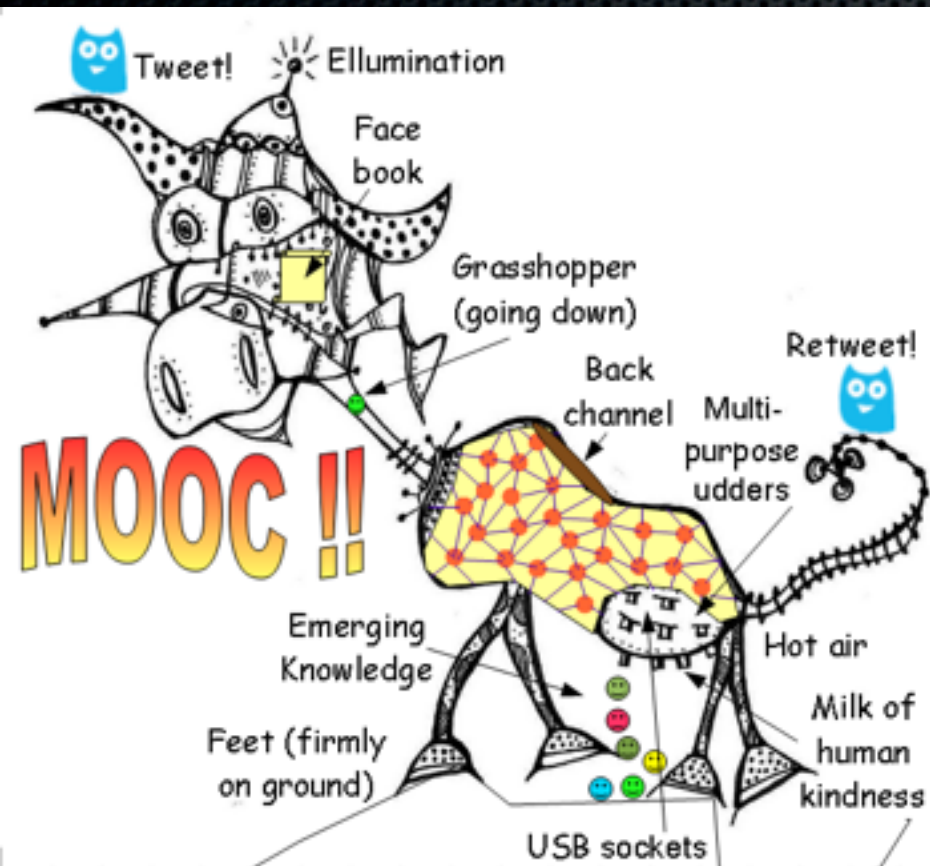 Tweet!
Ellumination
Face
book
Grasshopper
(going down)
Back
channel
Retweet!
Multi-
purpose
udders
MOOC !!
Emerging
Knowledge
Hot air
Feet (firmly
on ground)
Milk of
human
kindness
USB sockets